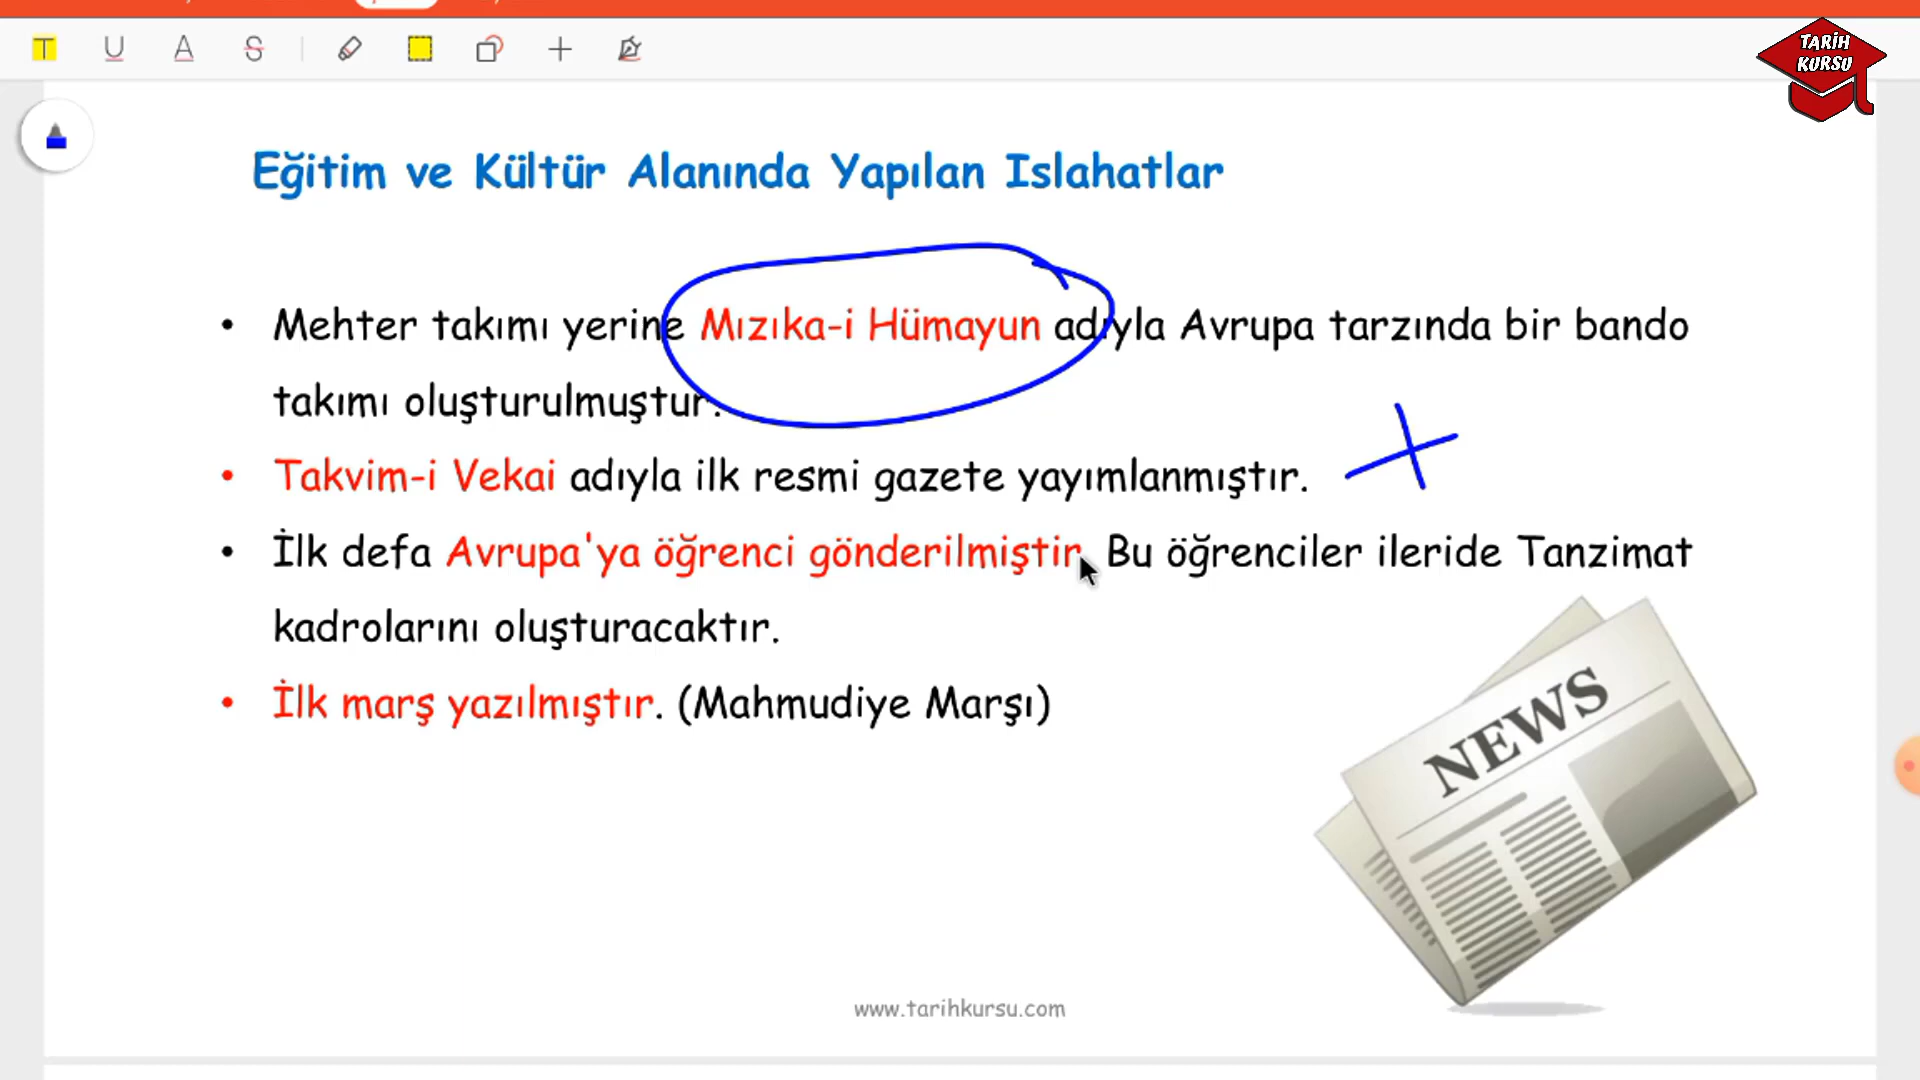 TARİH
KURSU
Eğitim ve Kültür Alanında Yapılan Islahatlar
• Mehter takımı yerine Mızıka-i Hümayun adıyla Avrupa tarzında bir bando
takımı oluşturulmuştur.
• Takvim-i Vekai adıyla ilk resmi gazete yayımlanmıştır.
• İlk defa Avrupa'ya öğrenci gönderilmiştir. Bu öğrenciler ileride Tanzimat
kadrolarını oluşturacaktır.
• İlk marş yazılmıştır. (Mahmudiye Marşı)
NEWS
www.tarihkursu.com